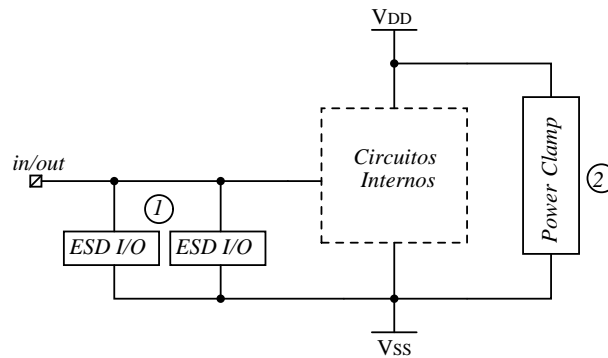 VDD
in/out
Circuitos
Internos
Power Clamp
2
1
ESD I/O
ESD I/O
VSS